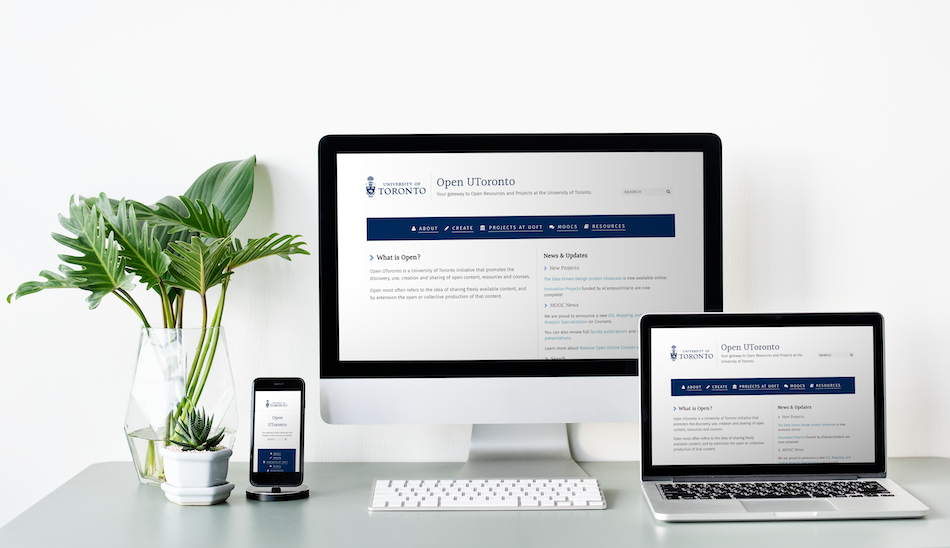 UNIVERSITY OF
TORONTO
Open UToronto
Your gateway to Open Resources and Projects at the University of Toronto.
SEARCH
ABOUT CREATE PROJECTS AT UOFT MOOCS RESOURCES
What is Open?
Open UToronto is a University of Toronto initiative that promotes the
discovery, use, creation and sharing of open content, resources and courses.
Open most often refers to the idea of sharing freely available content, and
by extension the open or collective production of that content.
News & Updates
New Projects
The Data Driven Design project showcase is now available online.
Innovation Projects funded by eCampusOntario are now
complete!
MOOC News
We are proud to announce a new GIS, Mapping, and
Analysis Specialization on Coursera.
You can also review full faculty publications and
presentations
Learn more about Massive Open Online Courses
Search
UNIVERSITY OF
TORONTO
Open
UToronto
ABOUT
UNIVERSITY OF
TORONTO
Open UToronto
Your gateway to Open Resources and Projects at the
University of Toronto.
SEARCH
ABOUT CREATE PROJECTS AT UOFT MOOCS RESOURCES
What is Open?
Open UToronto is a University of Toronto initiative that
promotes the discovery, use, creation and sharing of open
content, resources and courses.
Open most often refers to the idea of sharing freely
available content, and by extension the open or collective
production of that content.
News & Updates
New Projects
The Data Driven Design project showcase is now
available online.
Innovation Projects funded by eCampusOntario are now
complete!
MOOC News
We are proud to announce a new GIS, Mapping, and